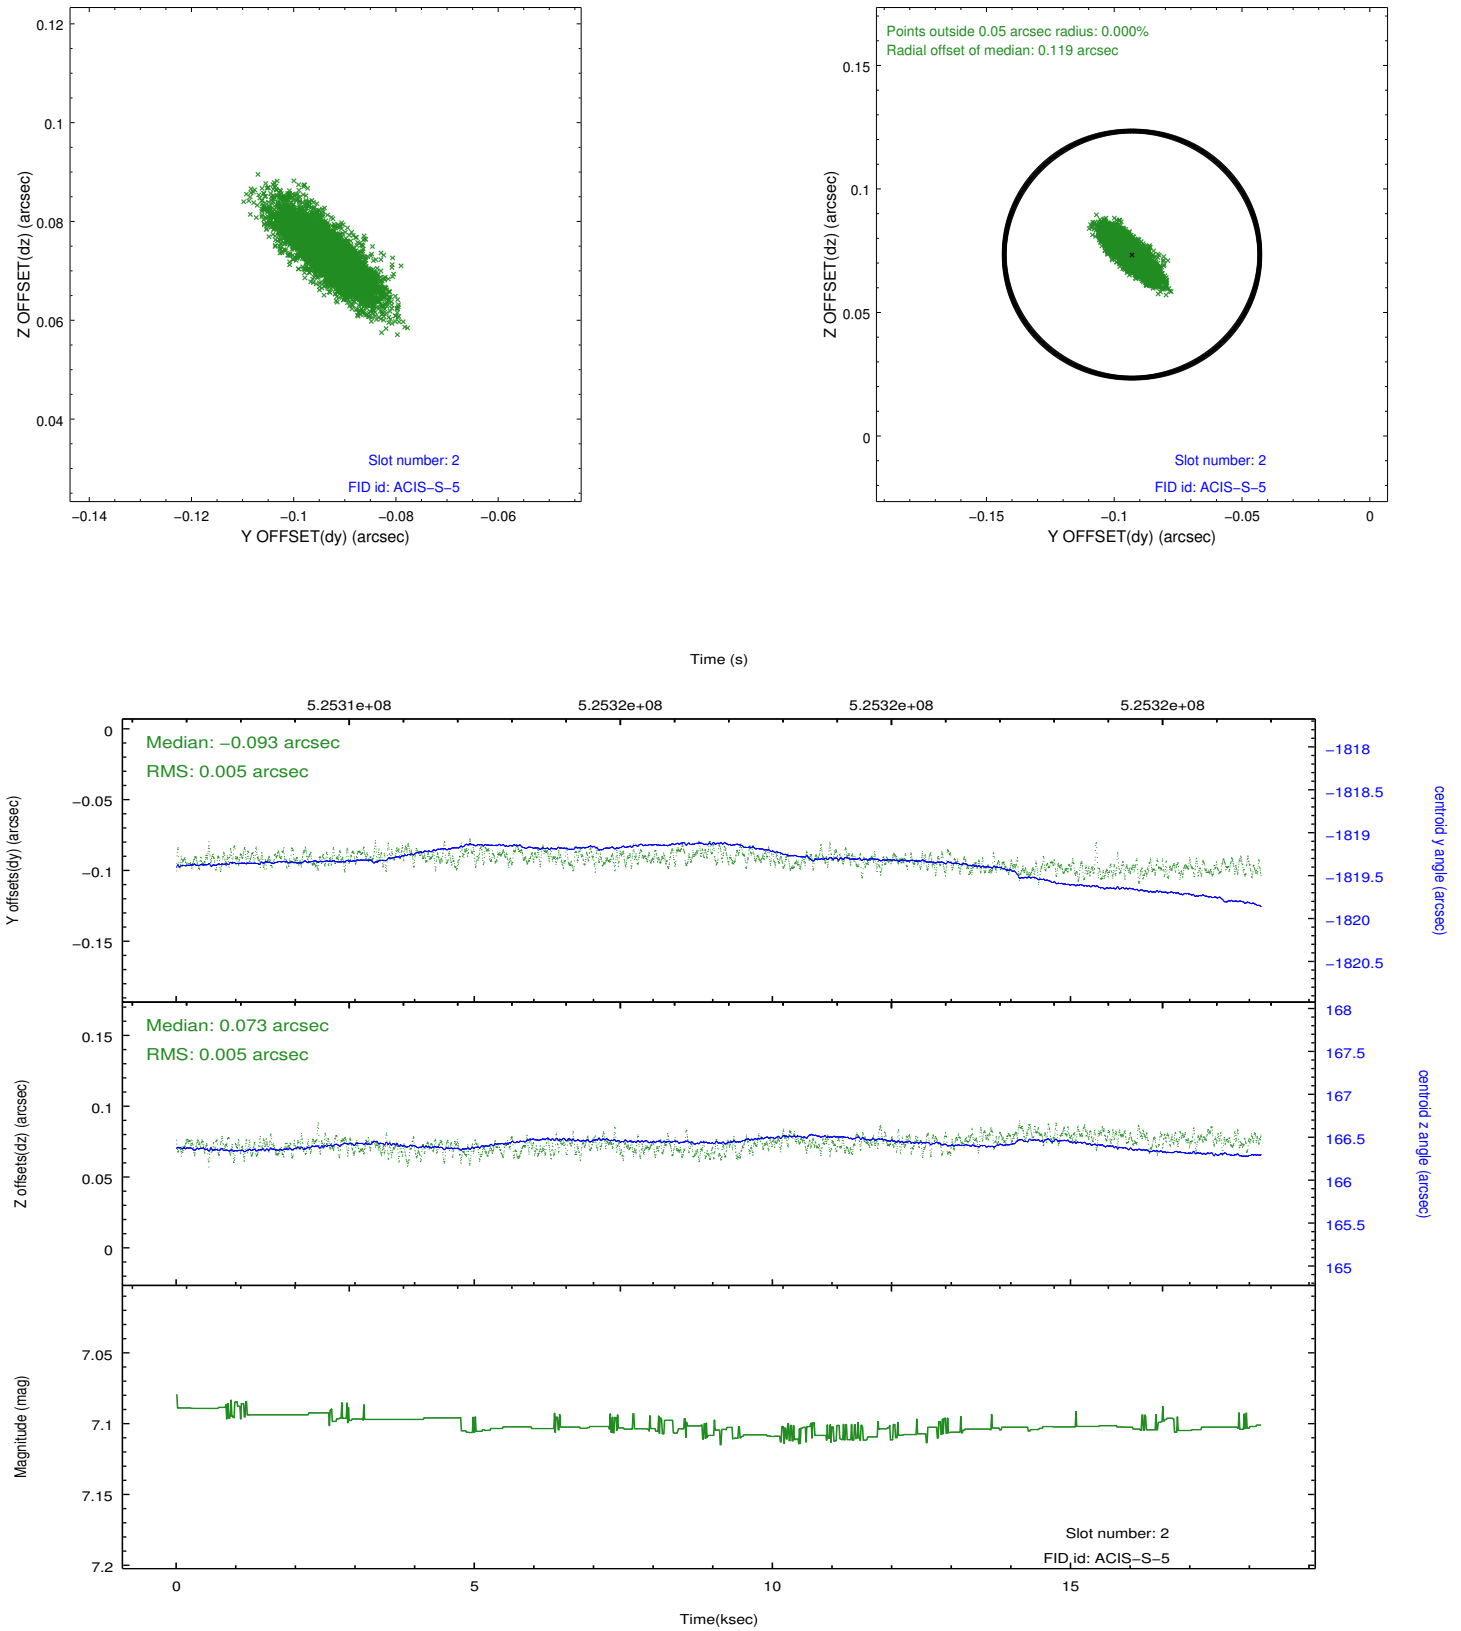 0.12
0.1
0.08
0.06
0.04
Z OFFSET(dz) (arcsec)
Slot number: 2
FID id: ACIS−S−5
−0.14 −0.12 −0.1 −0.08 −0.06
Y OFFSET(dy) (arcsec)
Points outside 0.05 arcsec radius: 0.000%
Radial offset of median: 0.119 arcsec
0.15
0.1
0.05
0
Z OFFSET(dz) (arcsec)
Slot number: 2
FID id: ACIS−S−5
−0.15 −0.1 −0.05 0
Y OFFSET(dy) (arcsec)
Time (s)
5.2531e+08 5.2532e+08 5.2532e+08 5.2532e+08
Median: −0.093 arcsec
RMS: 0.005 arcsec
0
−0.05
−0.1
−0.15
Y offsets(dy) (arcsec)
−1818
−1818.5
−1819
−1819.5
−1820
−1820.5
centroid y angle (arcsec)
Median: 0.073 arcsec
RMS: 0.005 arcsec
0.15
0.1
0.05
0
Z offsets(dz) (arcsec)
168
167.5
167
166.5
166
165.5
165
centroid z angle (arcsec)
7.05
7.1
7.15
7.2
Magnitude (mag)
Slot number: 2
FID id: ACIS−S−5
0 5 10 15
Time(ksec)